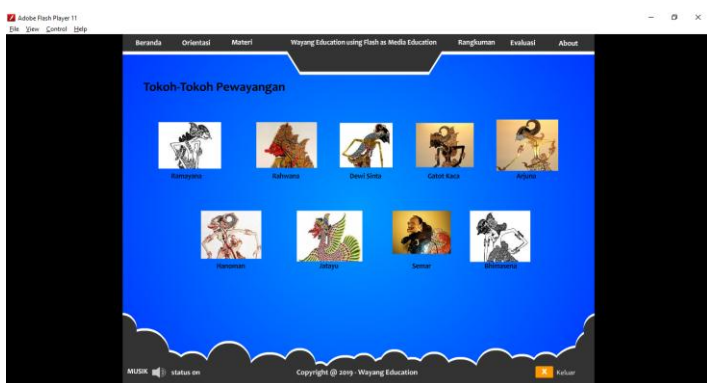 Adobe Flash Player 11
File View Control Help
Beranda Orientasi Materi Wayang Education using Flash as Media Education Rangkuman Evaluasi About
Tokoh-Tokoh Pewayangan
Ramayana Rahwana Dewi Sinta Gatot Kaca Arjuna
Hanoman Jatayu Semar Bhimasena
MUSIK status on Copyright @ 2019 - Wayang Education X Keluar